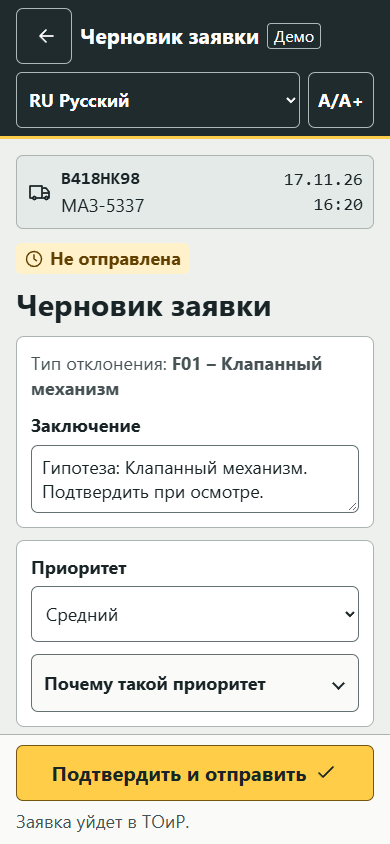 Черновик заявки Демо
RU Русский A/A+
В418НК98 17.11.26
МАЗ-5337 16:20
Не отправлена
Черновик заявки
Тип отклонения: F01 – Клапанный
механизм
Заключение
Гипотеза: Клапанный механизм.
Подтвердить при осмотре.
Приоритет
Средний
Почему такой приоритет
Подтвердить и отправить
Заявка уйдет в ТОиР.